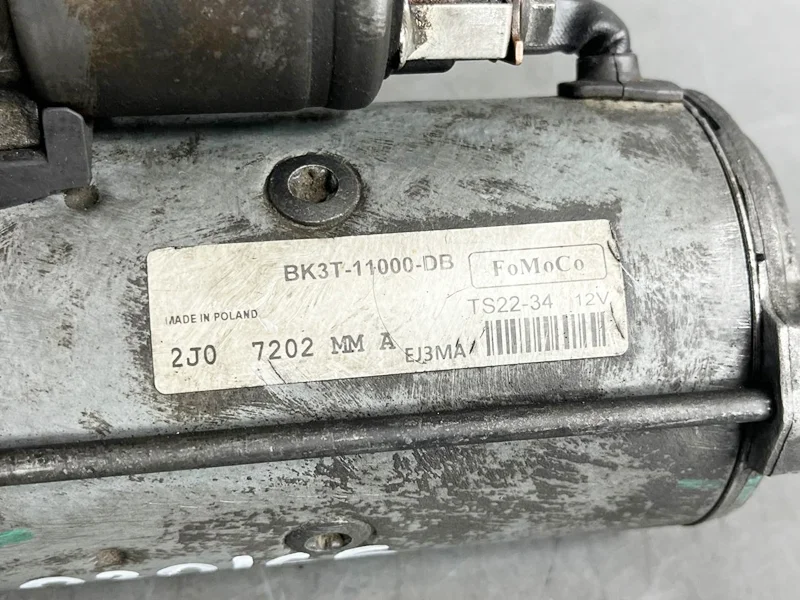 BK3T-11000-DB FoMoCo
TS22-34 12V
MADE IN POLAND
2J0 7202 MM A EJ3MA